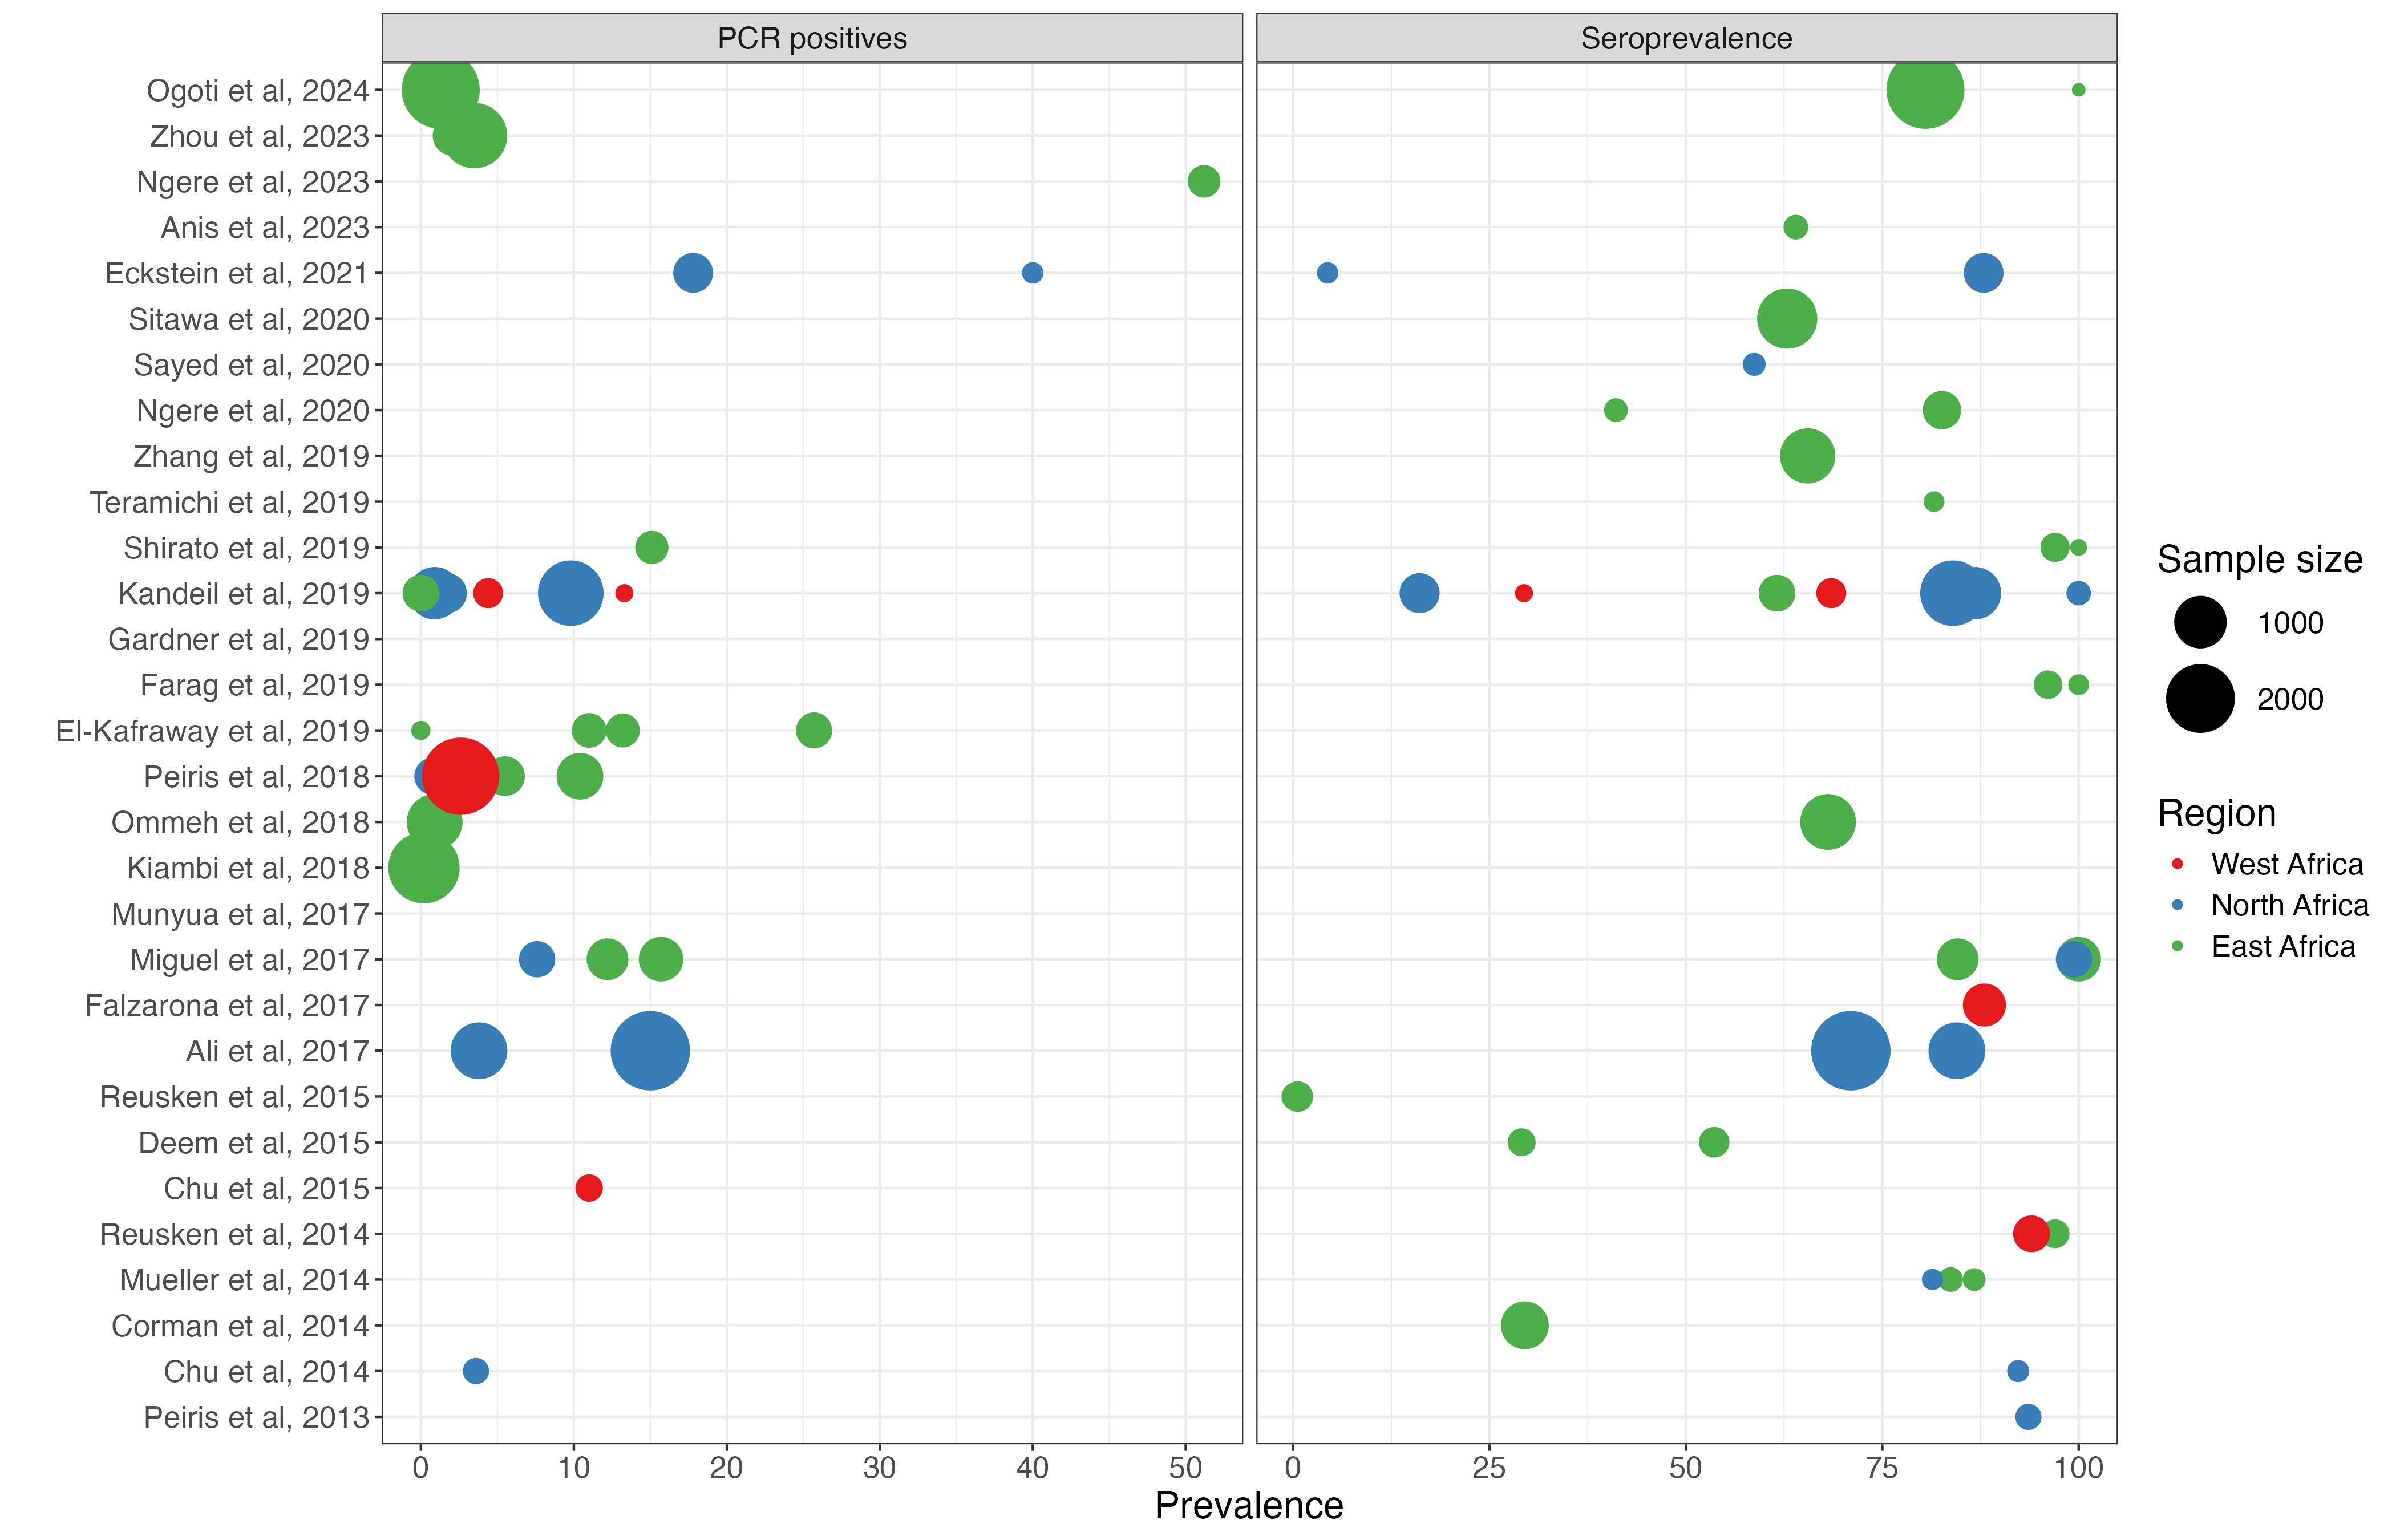 PCR positives
Seroprevalence
Ogoti et al, 2024
Zhou et al, 2023
Ngere et al, 2023
Anis et al, 2023
Eckstein et al, 2021
Sitawa et al, 2020
Sayed et al, 2020
Ngere et al, 2020
Zhang et al, 2019
Teramichi et al, 2019
Shirato et al, 2019
Kandeil et al, 2019
Gardner et al, 2019
Farag et al, 2019
El-Kafraway et al, 2019
Peiris et al, 2018
Ommeh et al, 2018
Kiambi et al, 2018
Munyua et al, 2017
Miguel et al, 2017
Falzarona et al, 2017
Ali et al, 2017
Reusken et al, 2015
Deem et al, 2015
Chu et al, 2015
Reusken et al, 2014
Mueller et al, 2014
Corman et al, 2014
Chu et al, 2014
Peiris et al, 2013
0 10 20 30 40 50
0 25 50 75 100
Prevalence
Sample size
1000
2000
Region
West Africa
North Africa
East Africa